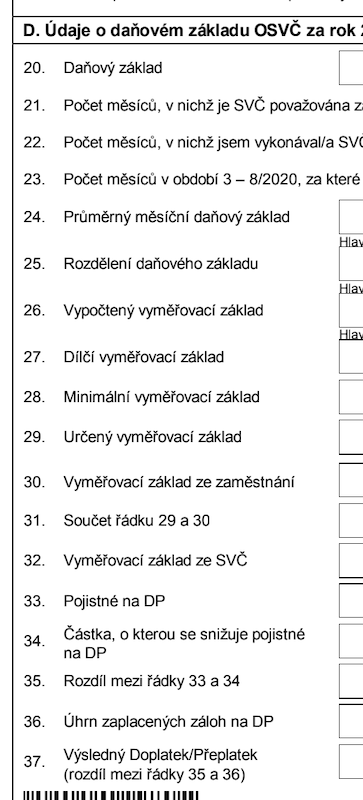 D. Údaje o daňovém základu OSVČ za rok
20. Daňový základ
21. Počet měsíců, v nichž je SVČ považována
22. Počet měsíců, v nichž jsem vykonával/a SVČ
23. Počet měsíců v období 3 – 8/2020, za které
24. Průměrný měsíční daňový základ
Hlav
25. Rozdělení daňového základu
Hlav
26. Vypočtený vyměřovací základ
Hlav
27. Dílčí vyměřovací základ
28. Minimální vyměřovací základ
29. Určený vyměřovací základ
30. Vyměřovací základ ze zaměstnání
31. Součet řádku 29 a 30
32. Vyměřovací základ ze SVČ
33. Pojistné na DP
34. Částka, o kterou se snižuje pojistné
na DP
35. Rozdíl mezi řádky 33 a 34
36. Úhrn zaplacených záloh na DP
37. Výsledný Doplatek/Přeplatek
(rozdíl mezi řádky 35 a 36)